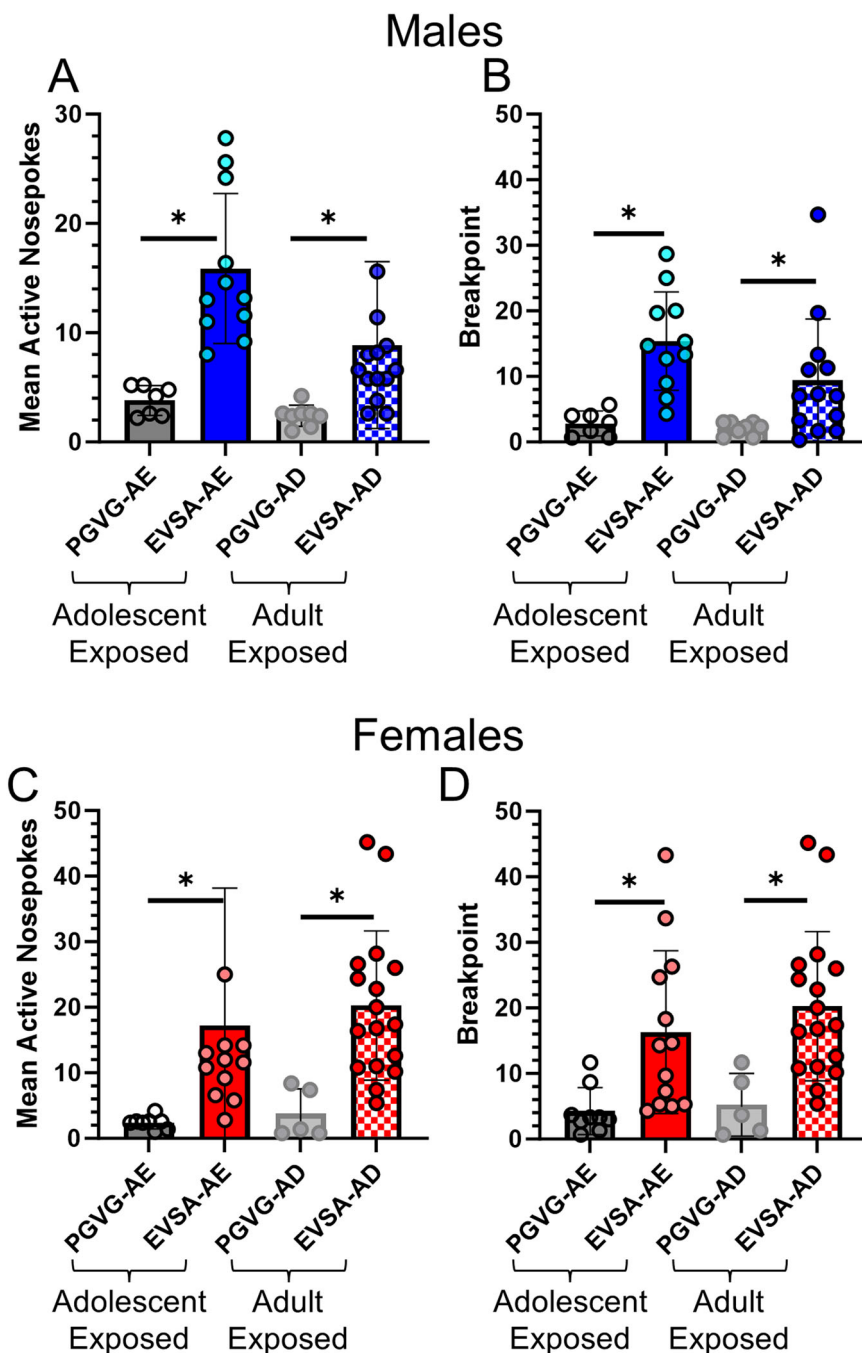 Males
A
Mean Active Nosepokes
30
20
10
0
*
*
PGVG-AE
EVSA-AE
PGVG-AD
EVSA-AD
Adolescent
Exposed
Adult
Exposed
B
Breakpoint
50
40
30
20
10
0
*
*
PGVG-AE
EVSA-AE
PGVG-AD
EVSA-AD
Adolescent
Exposed
Adult
Exposed
Females
C
Mean Active Nosepokes
50
40
30
20
10
0
*
*
PGVG-AE
EVSA-AE
PGVG-AD
EVSA-AD
Adolescent
Exposed
Adult
Exposed
D
Breakpoint
50
40
30
20
10
0
*
*
PGVG-AE
EVSA-AE
PGVG-AD
EVSA-AD
Adolescent
Exposed
Adult
Exposed